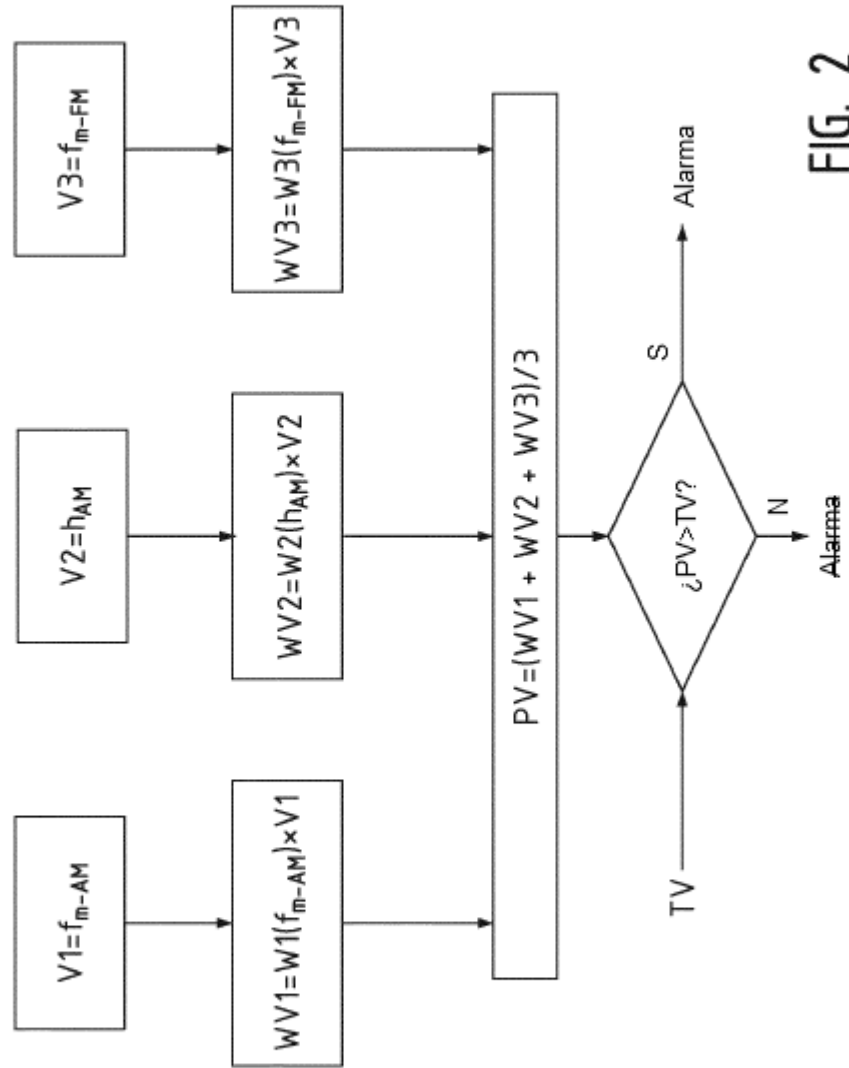 V1=fm-AM
V2=hAM
V3=fm-FM
WV1=W1(fm-AM)×V1
WV2=W2(hAM)×V2
WV3=W3(fm-FM)×V3
PV=(WV1 + WV2 + WV3)/3
TV
¿PV>TV?
S
Alarma
N
Alarma
FIG. 2